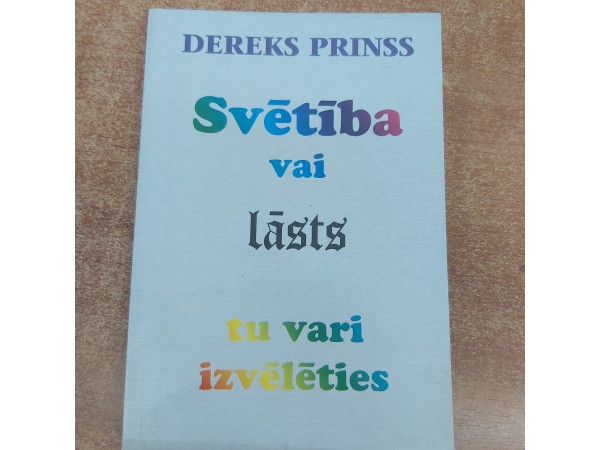 DEREKS PRINSS
Svētība
vai
lāsts
tu vari
izvēlēties